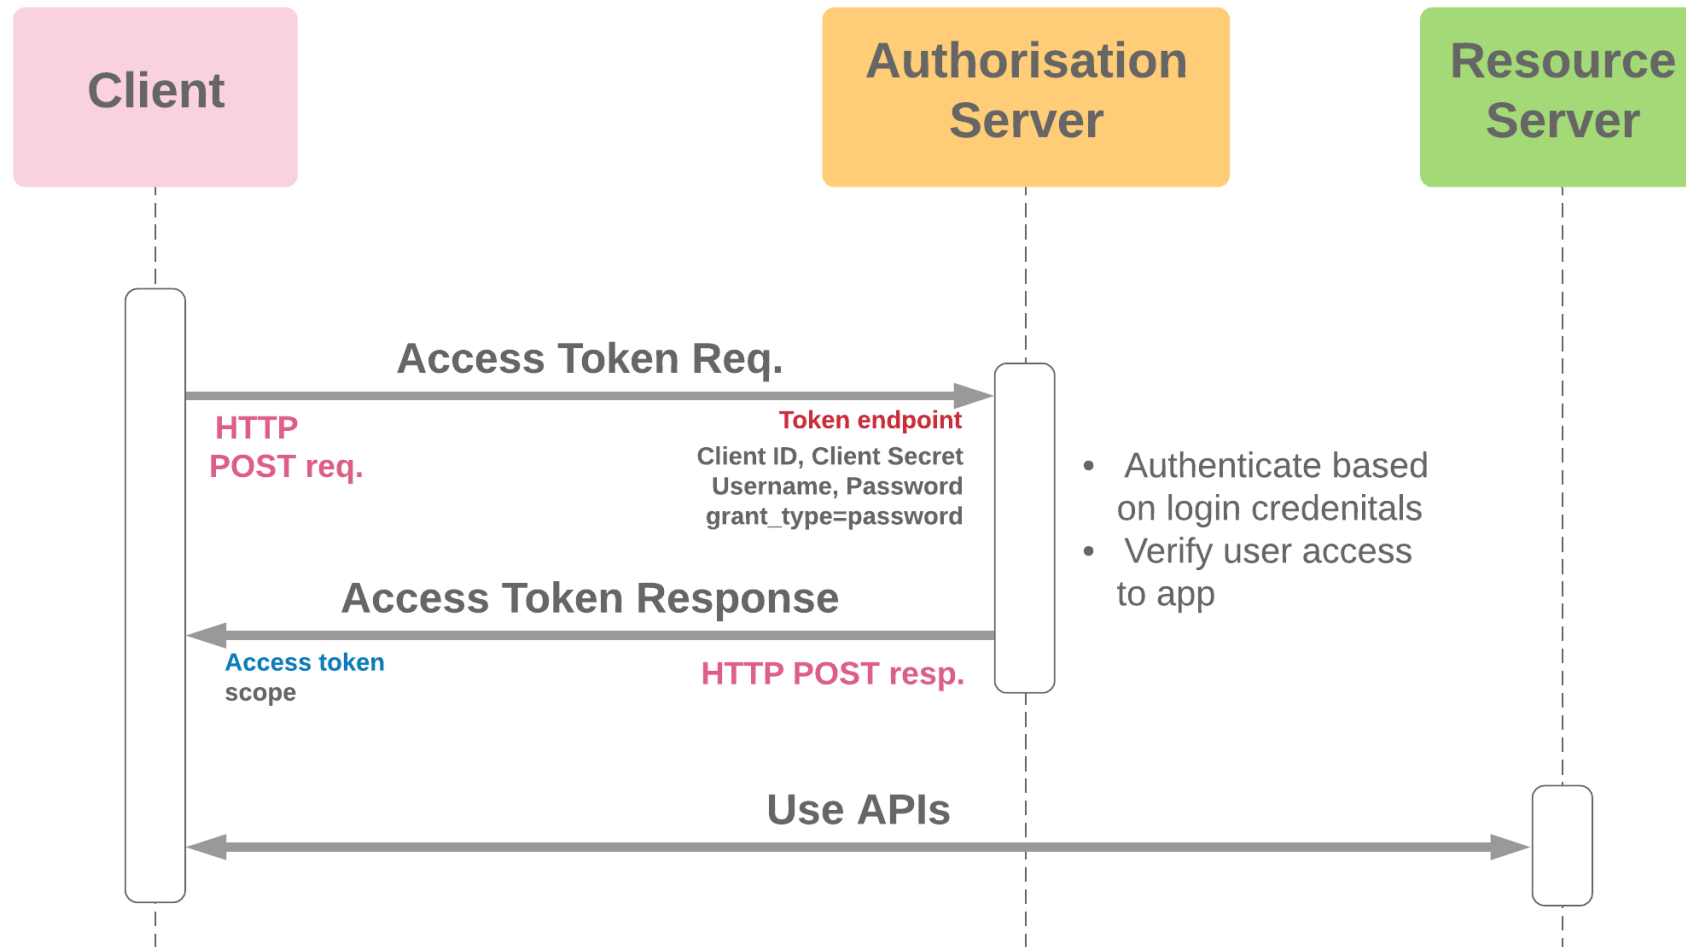 Client
Authorisation
Server
Resource
Server
Access Token Req.
HTTP
POST req.
Token endpoint
Client ID, Client Secret
Username, Password
grant_type=password
• Authenticate based
on login credenitals
• Verify user access
to app
Access Token Response
Access token
scope
HTTP POST resp.
Use APIs